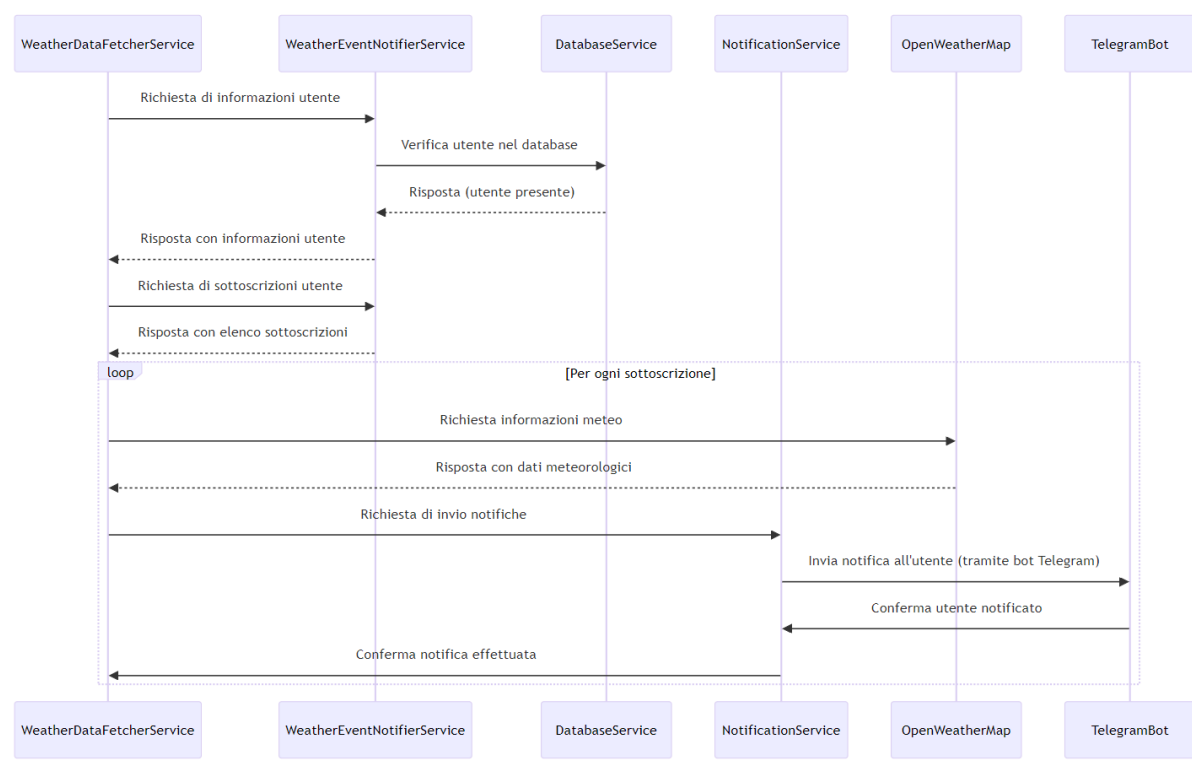 WeatherDataFetcherService
WeatherEventNotifierService
DatabaseService
NotificationService
OpenWeatherMap
TelegramBot
Richiesta di informazioni utente
Verifica utente nel database
Risposta (utente presente)
Risposta con informazioni utente
Richiesta di sottoscrizioni utente
Risposta con elenco sottoscrizioni
loop
[Per ogni sottoscrizione]
Richiesta informazioni meteo
Risposta con dati meteorologici
Richiesta di invio notifiche
Invia notifica all'utente (tramite bot Telegram)
Conferma utente notificato
Conferma notifica effettuata
WeatherDataFetcherService
WeatherEventNotifierService
DatabaseService
NotificationService
OpenWeatherMap
TelegramBot